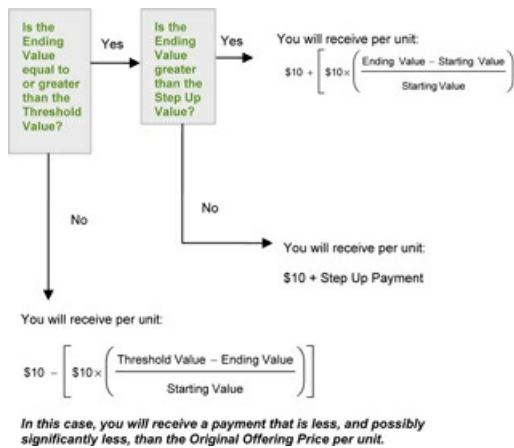 Is the
Ending
Value
equal to
or greater
than the
Threshold
Value?
Yes
Is the
Ending
Value
greater
than the
Step Up
Value?
Yes
You will receive per unit:
$10 + [ $10× ( Ending Value – Starting Value
Starting Value ) ]
No
No
You will receive per unit:
$10 + Step Up Payment
You will receive per unit:
$10 – [ $10× ( Threshold Value – Ending Value
Starting Value ) ]
In this case, you will receive a payment that is less, and possibly
significantly less, than the Original Offering Price per unit.